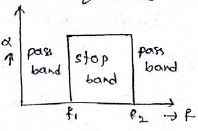 α
pass band
stop band
pass band
f₁
f₂
→ f